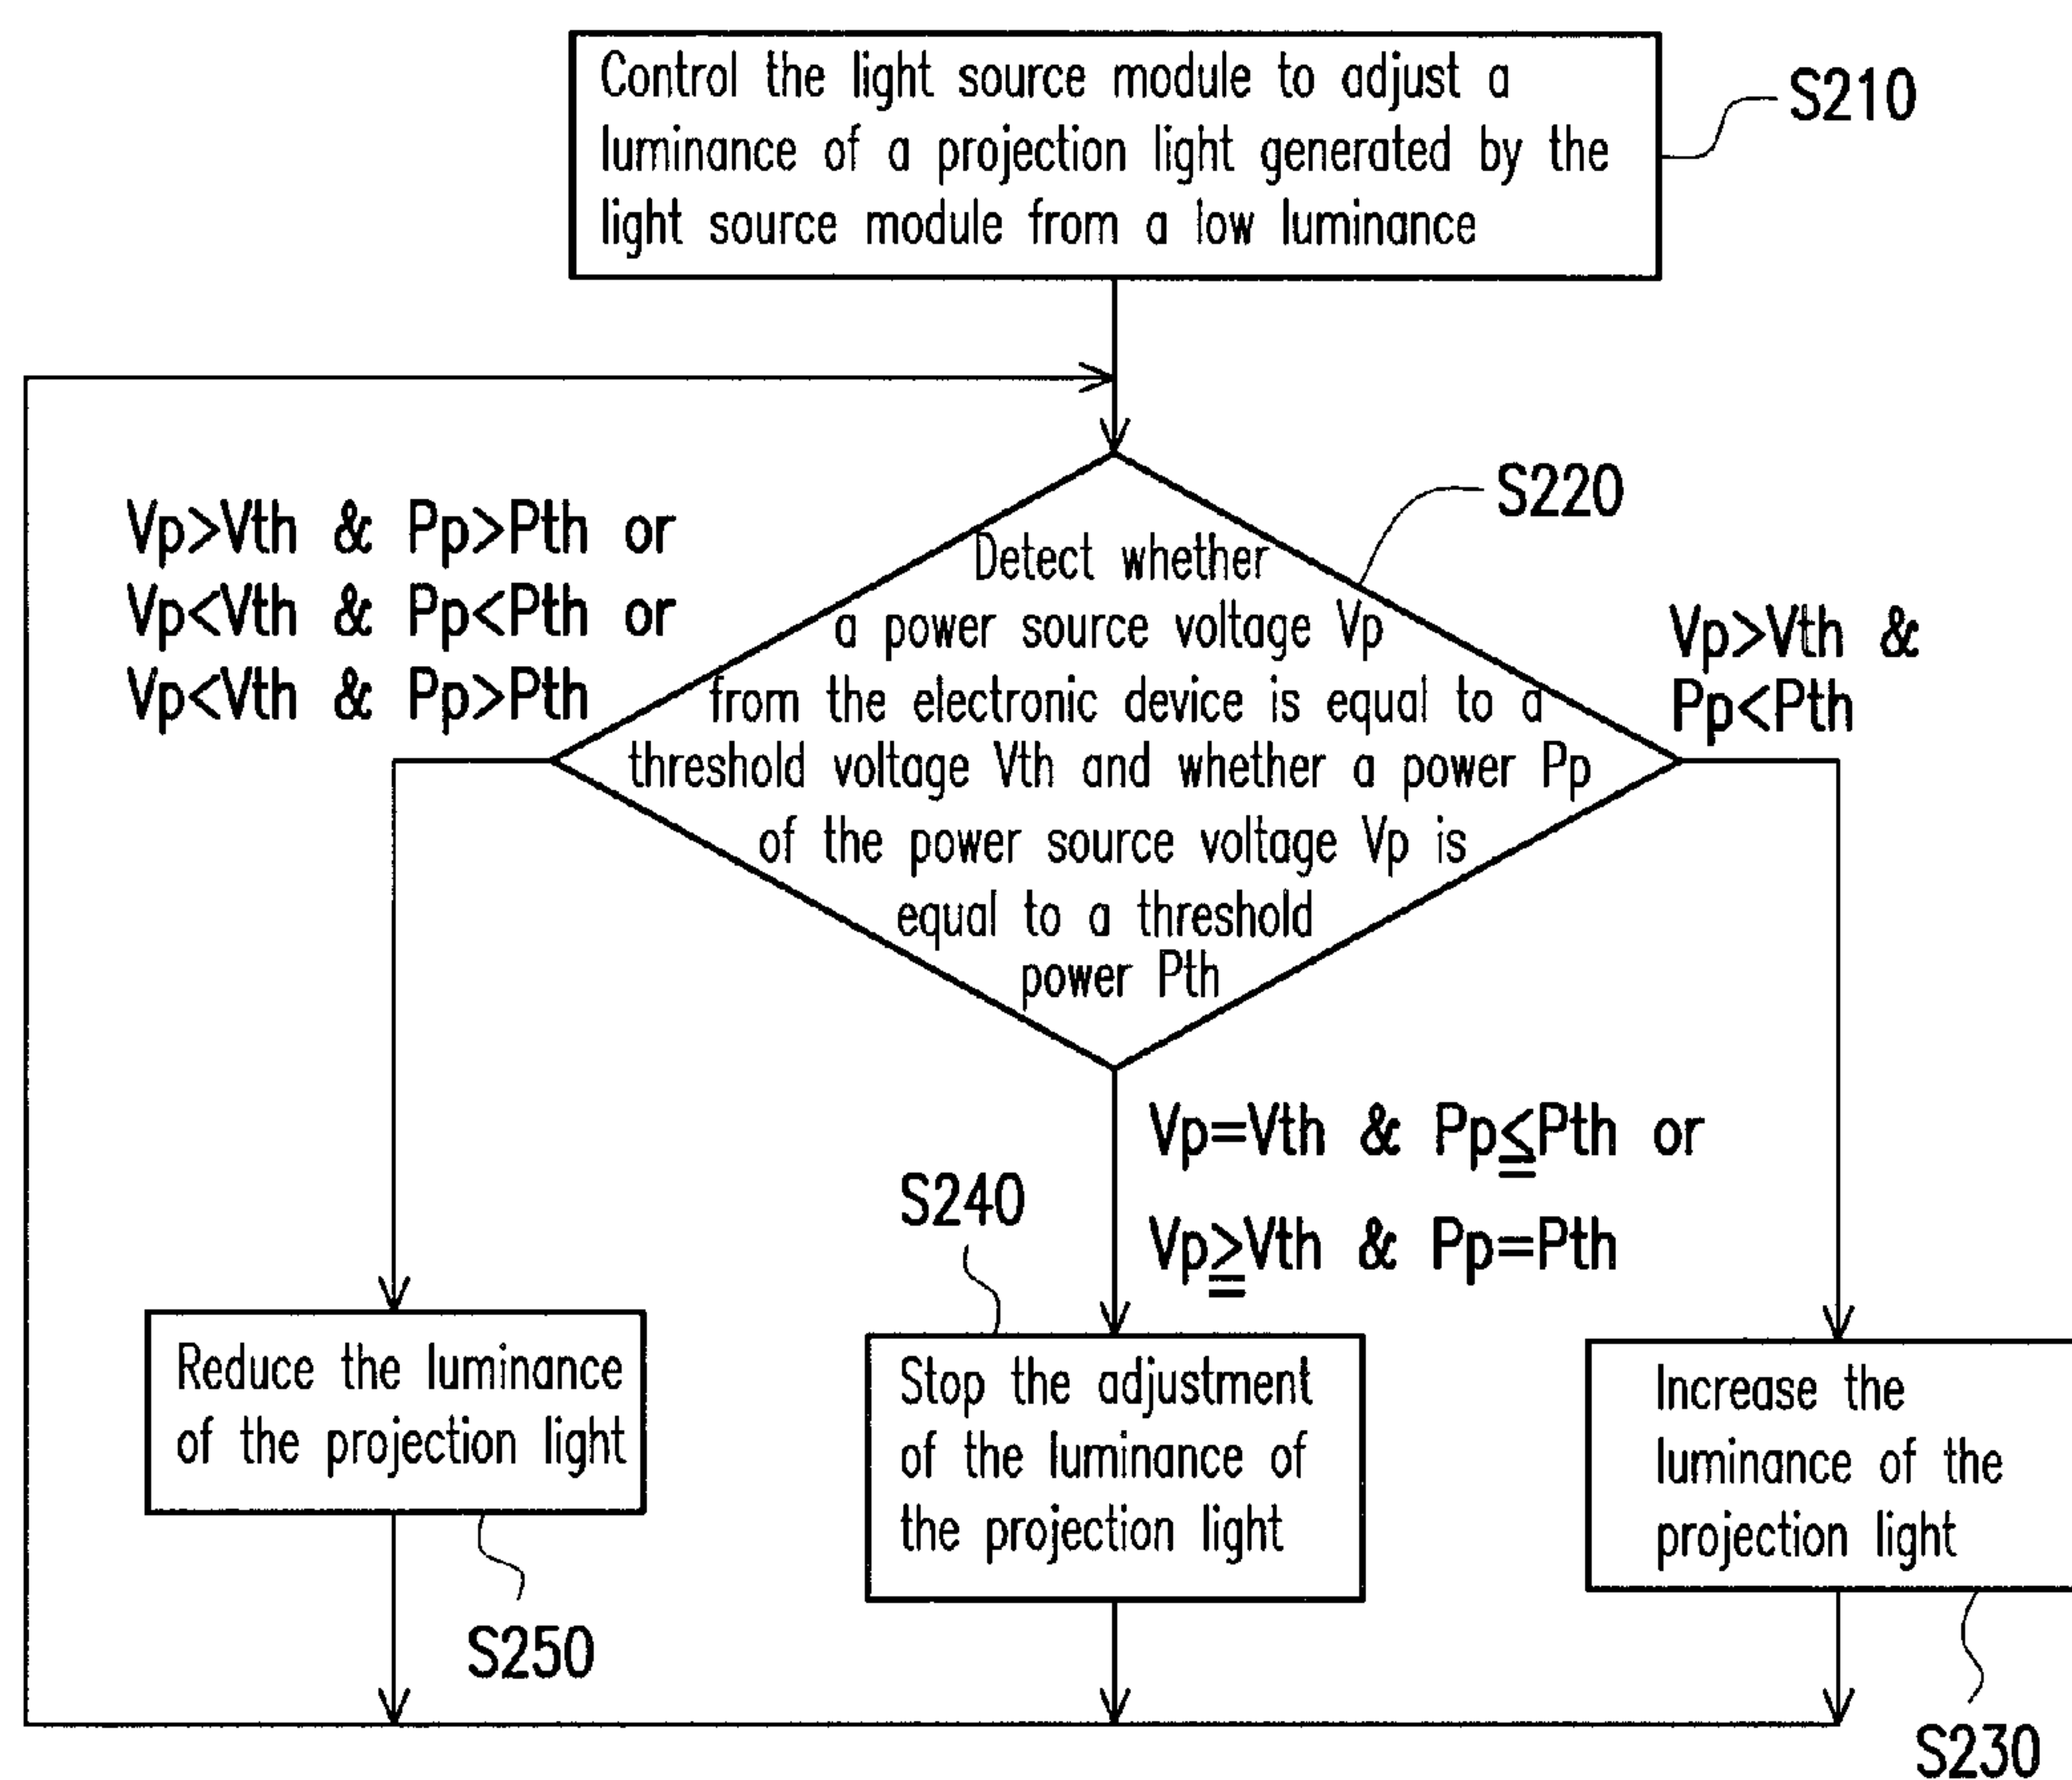 Control the light source module to adjust a
luminance of a projection light generated by the
light source module from a low luminance
S210
S220
Vp>Vth & Pp>Pth or
Vp<Vth & Pp<Pth or
Vp<Vth & Pp>Pth
Detect whether
a power source voltage Vp
from the electronic device is equal to a
threshold voltage Vth and whether a power Pp
of the power source voltage Vp is
equal to a threshold
power Pth
Vp>Vth &
Pp<Pth
Vp=Vth & Pp≦Pth or
Vp≧Vth & Pp=Pth
S240
Reduce the luminance
of the projection light
S250
Stop the adjustment
of the luminance of
the projection light
Increase the
luminance of the
projection light
S230